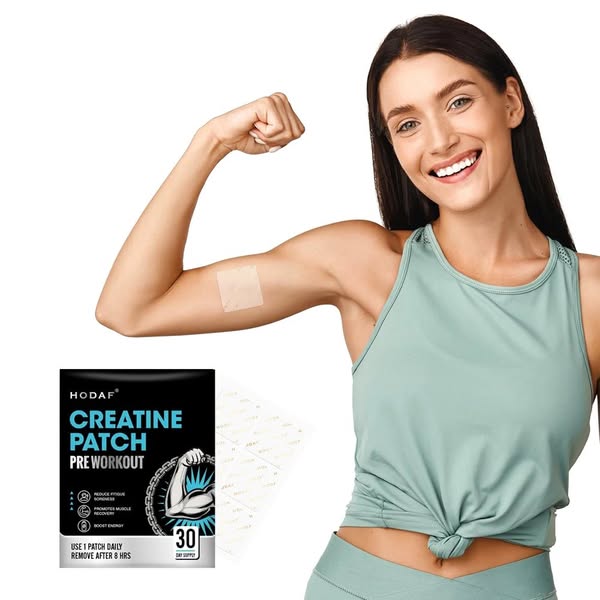 HODAF®
CREATINE
PATCH
PRE WORKOUT
REDUCE FITIGUE
SORENESS
PROMOTES MUSCLE
RECOVERY
BOOST ENERGY
USE 1 PATCH DAILY
REMOVE AFTER 8 HRS
30
DAY SUPPLY